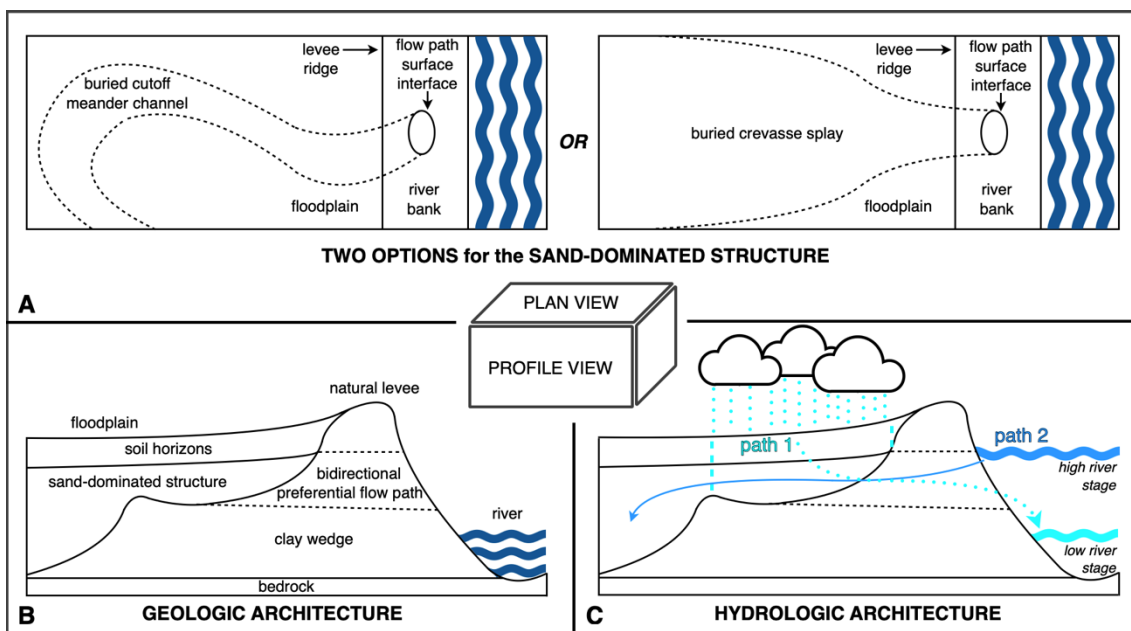 buried cutoff
meander channel
levee
ridge
flow path
surface
interface
floodplain
river
bank
OR
buried crevasse splay
levee
ridge
flow path
surface
interface
floodplain
river
bank
TWO OPTIONS for the SAND-DOMINATED STRUCTURE
A
PLAN VIEW
PROFILE VIEW
natural levee
floodplain
soil horizons
sand-dominated structure
bidirectional
preferential flow path
river
clay wedge
bedrock
B
GEOLOGIC ARCHITECTURE
path 1
path 2
high river
stage
low river
stage
C
HYDROLOGIC ARCHITECTURE